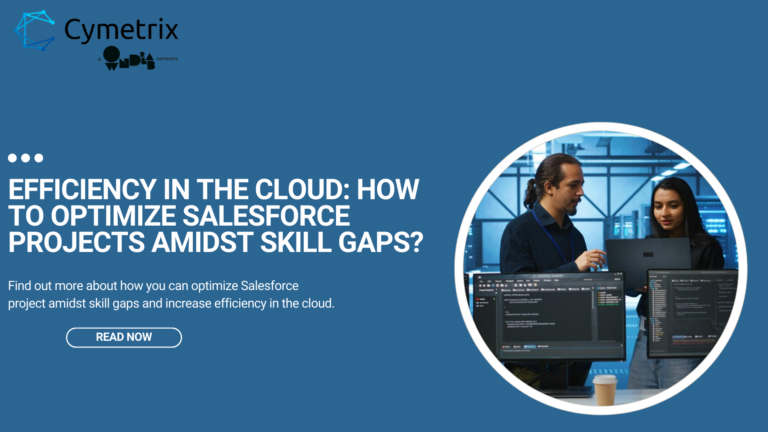 Cymetrix
A OWNDLAB company
EFFICIENCY IN THE CLOUD: HOW
TO OPTIMIZE SALESFORCE
PROJECTS AMIDST SKILL GAPS?
Find out more about how you can optimize Salesforce
project amidst skill gaps and increase efficiency in the cloud.
READ NOW